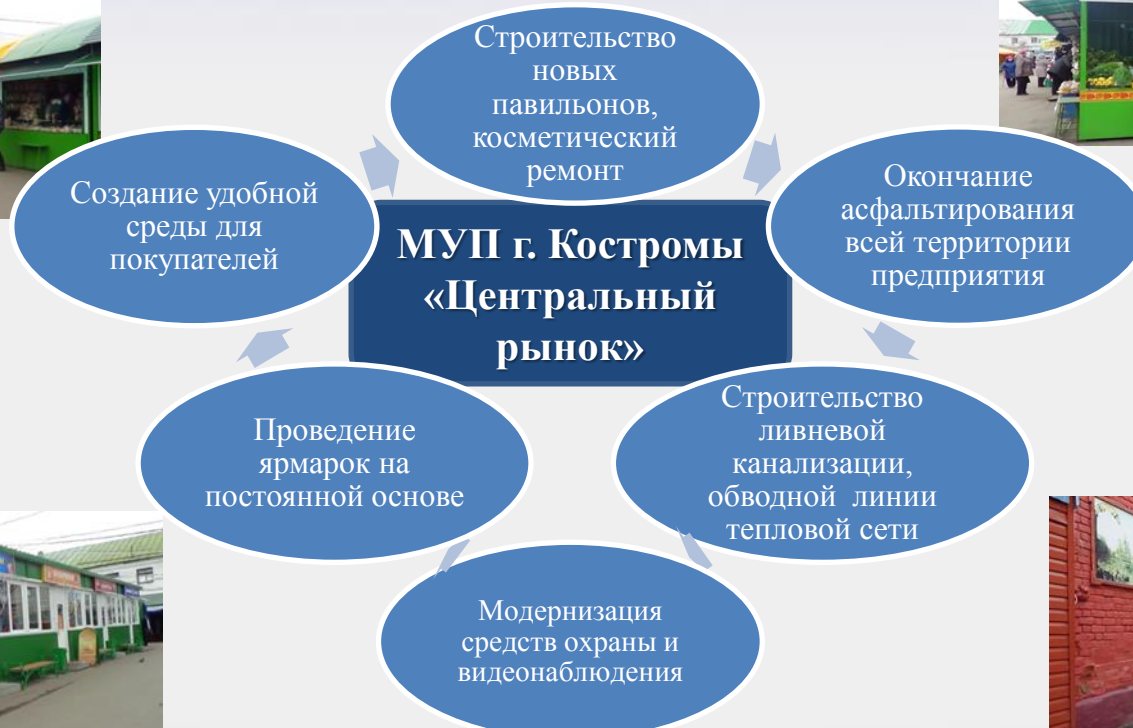 Строительство
новых
павильонов,
косметический
ремонт
Окончание
асфальтирования
всей территории
предприятия
Строительство
ливневой
канализации,
обводной линии
тепловой сети
Модернизация
средств охраны и
видеонаблюдения
Проведение
ярмарок на
постоянной основе
Создание удобной
среды для
покупателей
МУП г. Костромы
«Центральный
рынок»